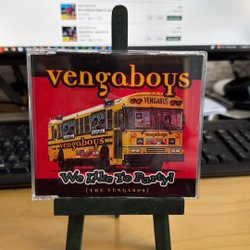 vengaboys
VENGABUS
vengaboys
We Like To Party!
(THE VENGABUS)